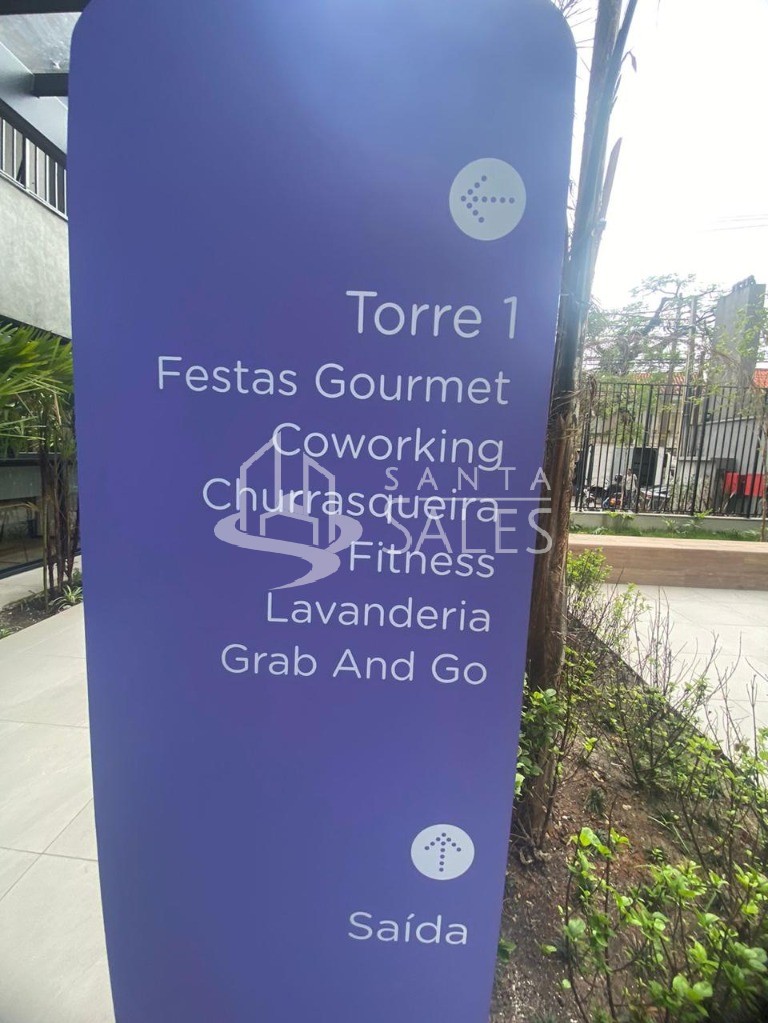 Torre 1
Festas Gourmet
Coworking
SANTA
Churrasqueira
SALES
Fitness
Lavanderia
Grab And Go
Saída